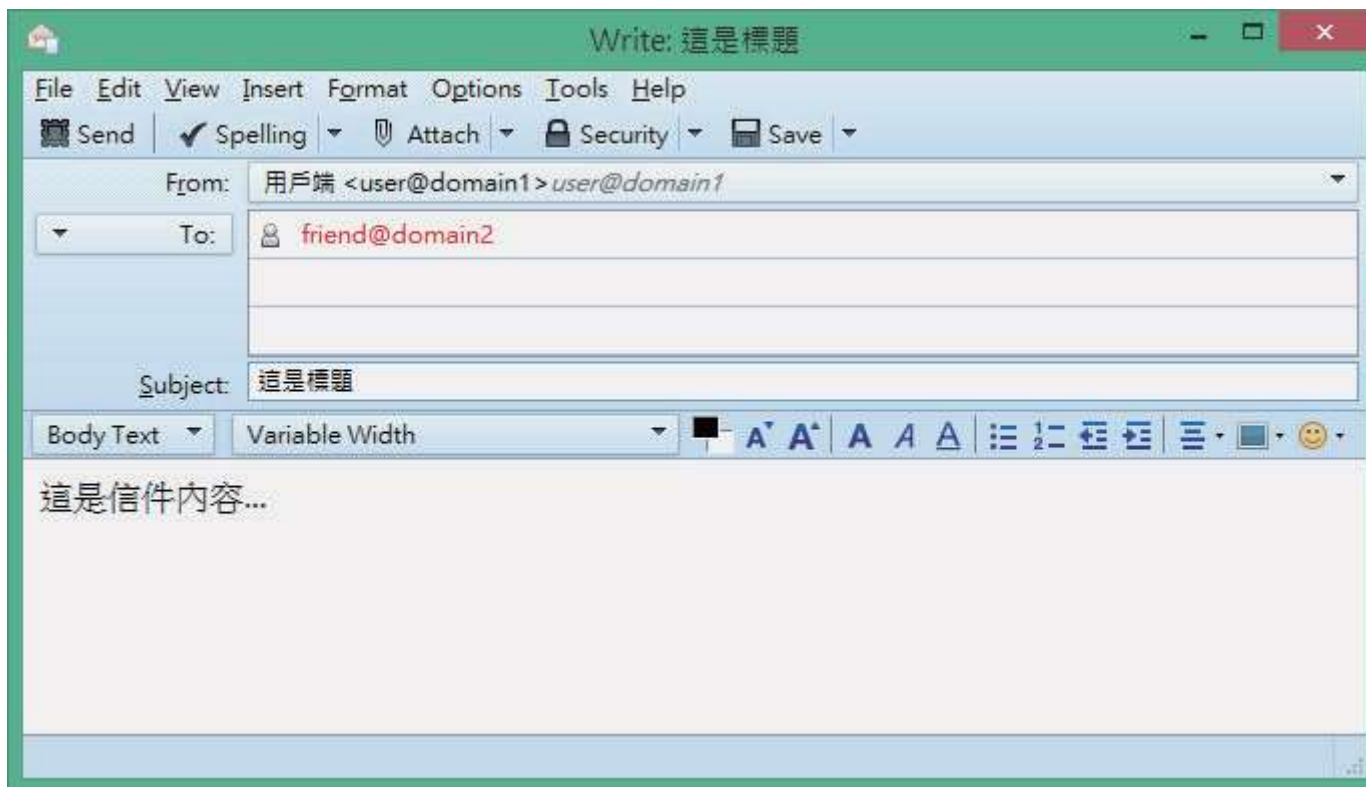 Write: 這是標題
File Edit View Insert Format Options Tools Help
Send Spelling Attach Security Save
From: 用戶端 <user@domain1> user@domain1
To: friend@domain2
Subject: 這是標題
Body Text Variable Width
這是信件內容...